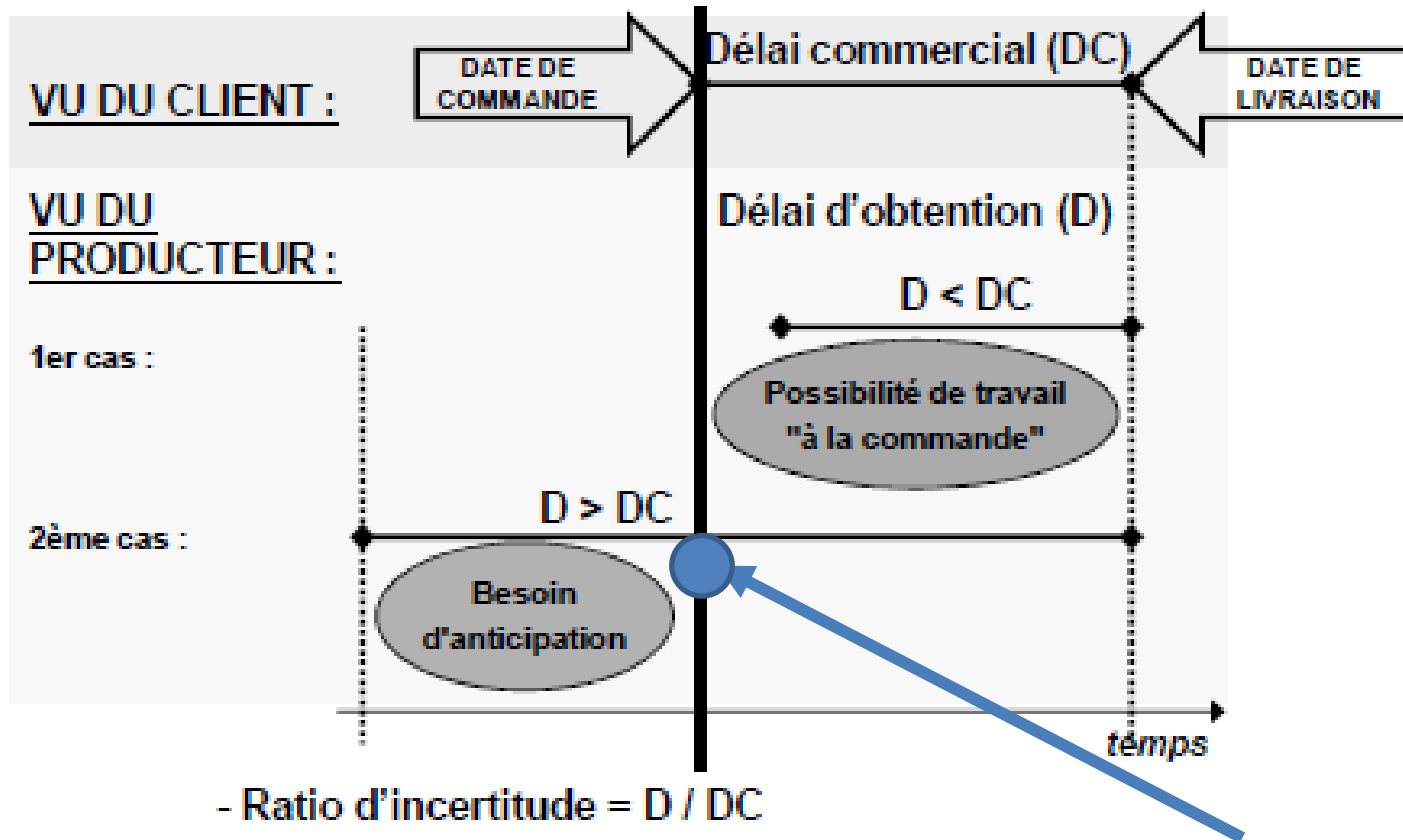 DATE DE
COMMANDE
Délai commercial (DC)
DATE DE
LIVRAISON
VU DU CLIENT :
VU DU
PRODUCTEUR :
Délai d'obtention (D)
D < DC
1er cas :
Possibilité de travail
"à la commande"
D > DC
2ème cas :
Besoin
d'anticipation
temps
- Ratio d'incertitude = D / DC